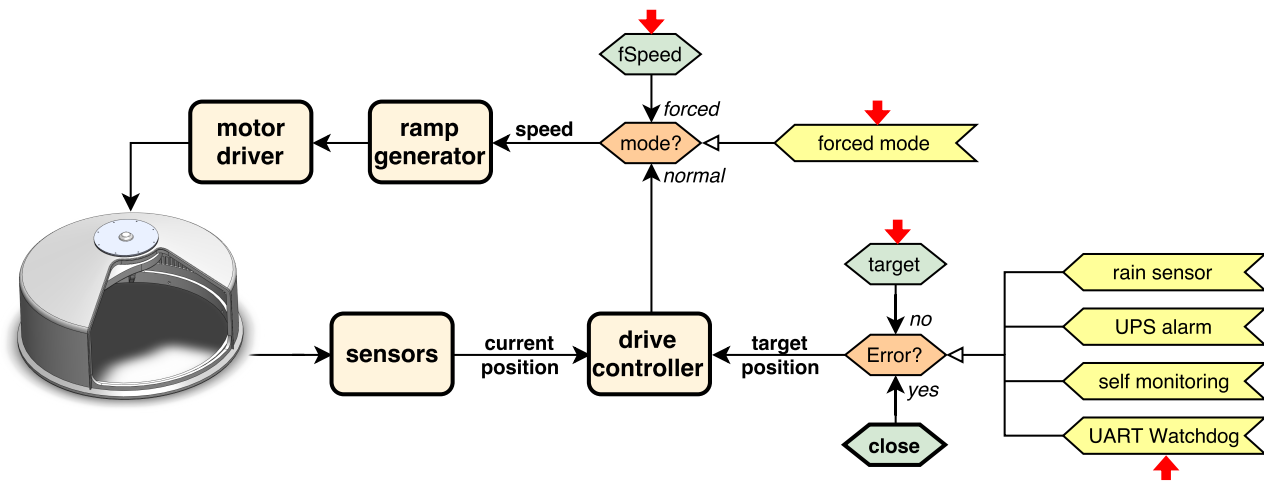 fSpeed
forced
motor
driver
ramp
generator
speed
mode?
forced mode
normal
target
rain sensor
no
UPS alarm
sensors
current
position
drive
controller
target
position
Error?
self monitoring
yes
close
UART Watchdog